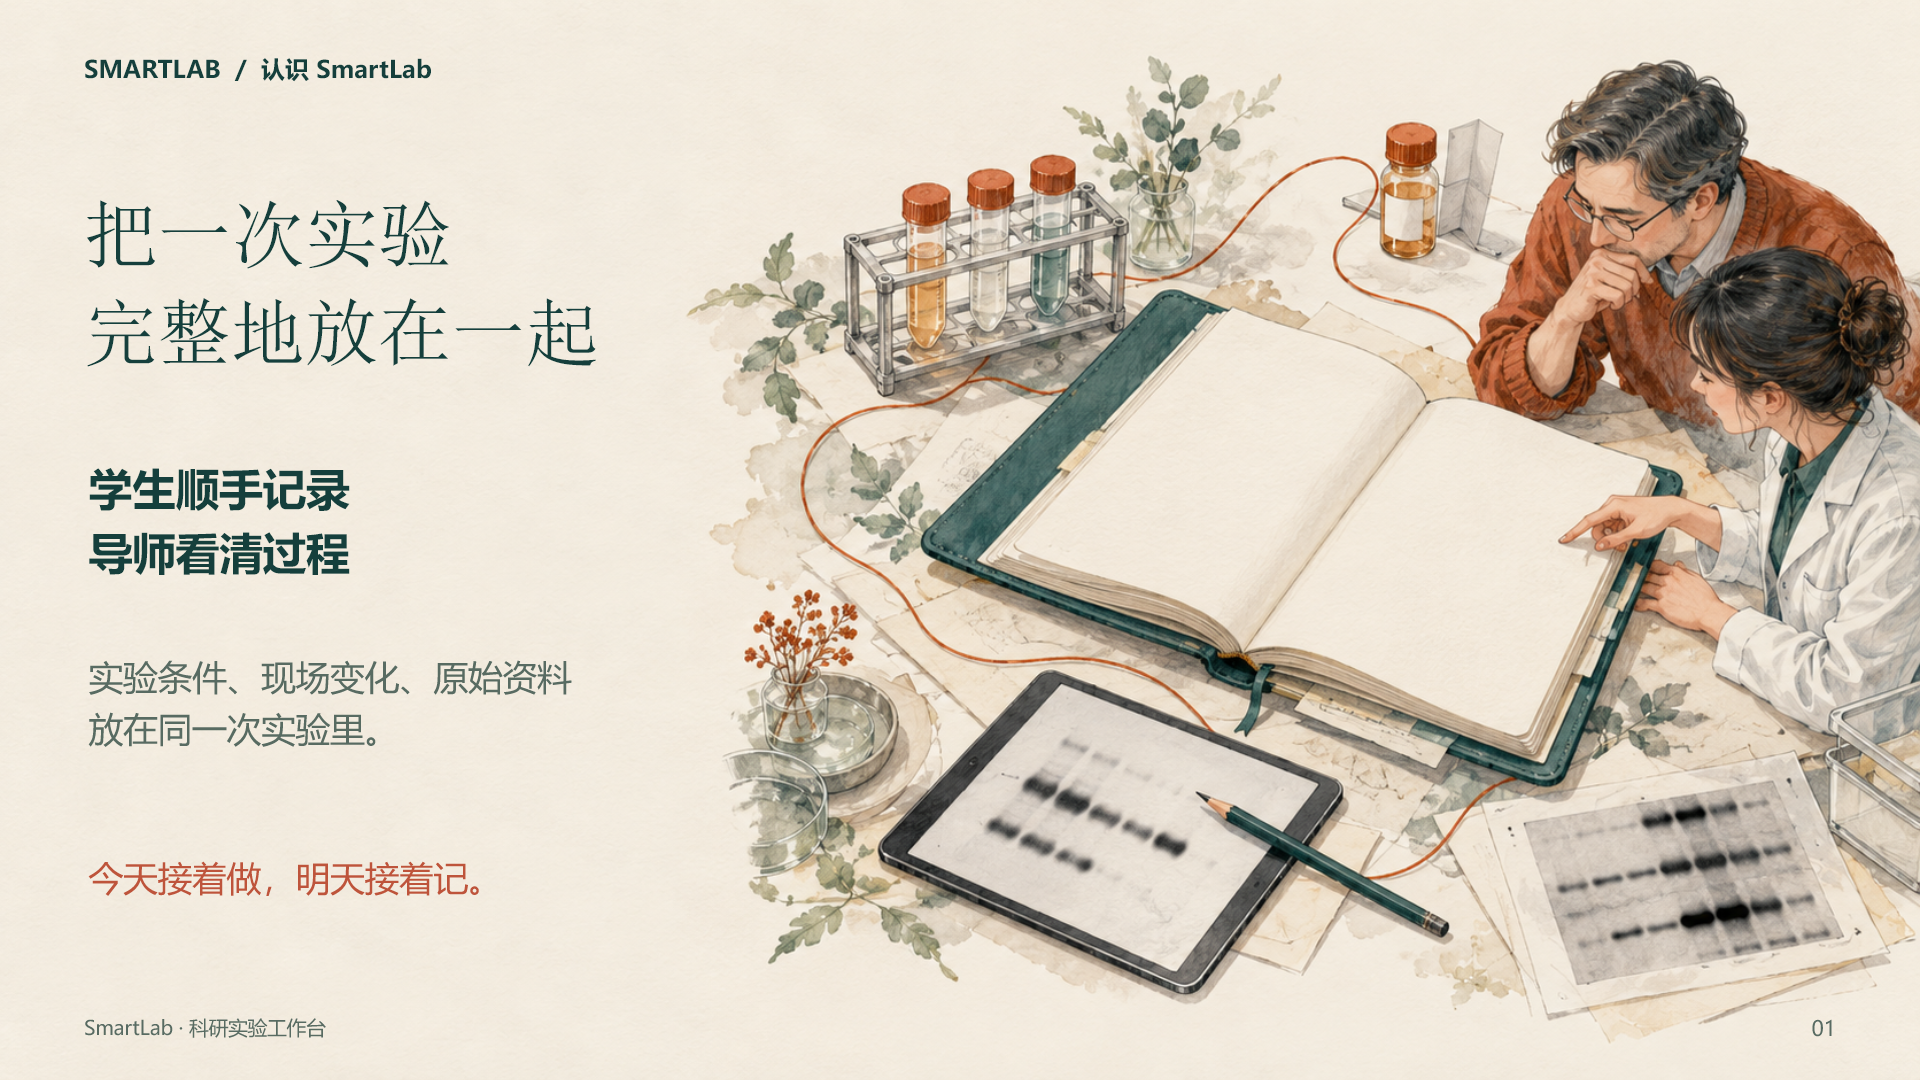 SMARTLAB / 认识 SmartLab
把一次实验
完整地放在一起
学生顺手记录
导师看清过程
实验条件、现场变化、原始资料
放在同一次实验里。
今天接着做，明天接着记。
SmartLab · 科研实验工作台
01